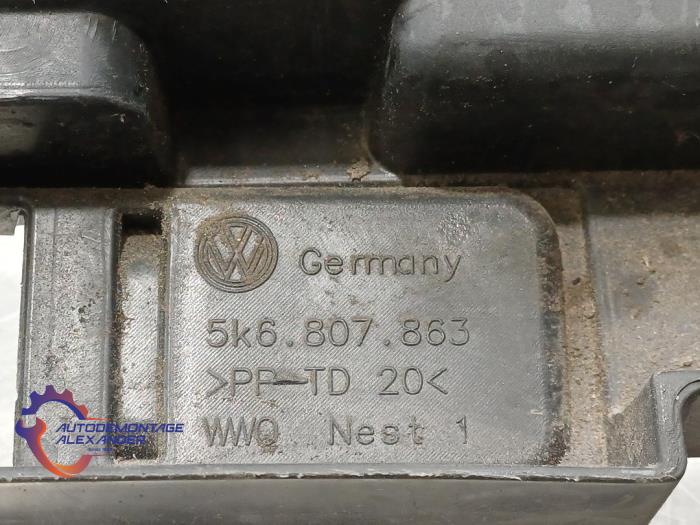 Germany
5k6.807.863
>PP-TD 20<
WWQ Nest 1
AUTODEMONTAGE
ALEXANDER